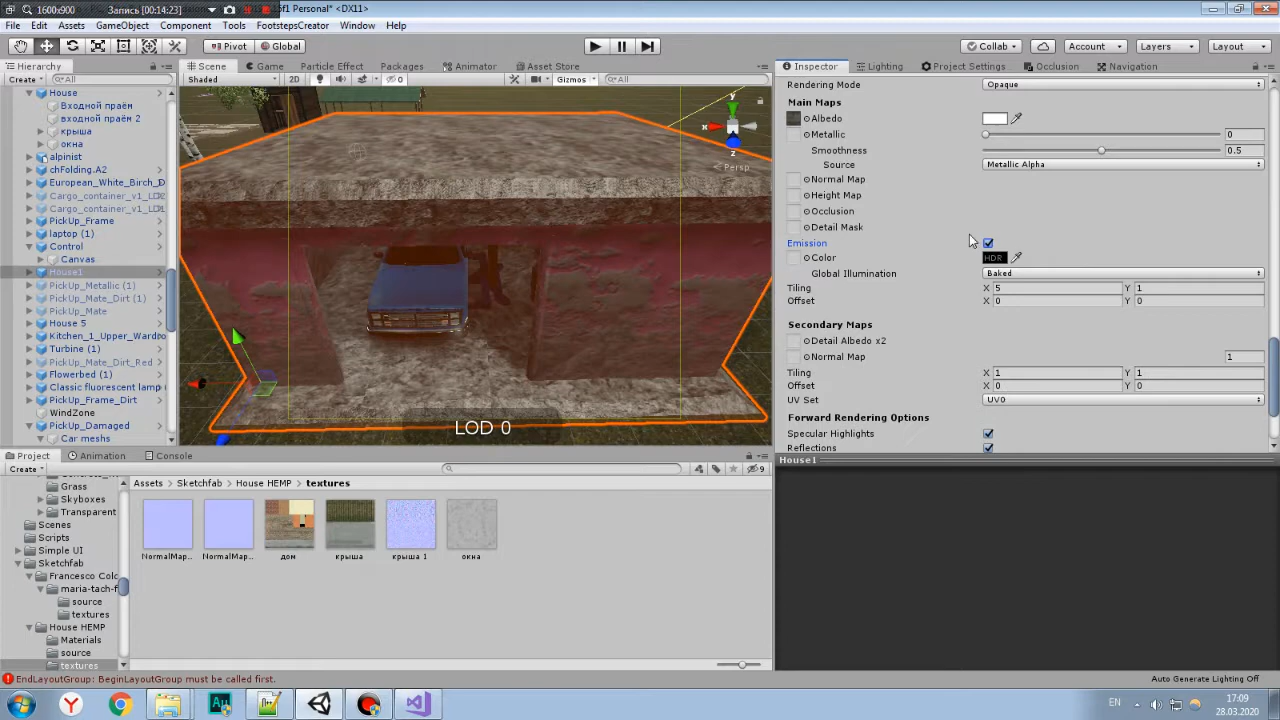 1600x900
Запись [00:14:23]
of1 Personal* <DX11>
File Edit Assets GameObject Component Tools FootstepsCreator Window Help
Pivot Global
Collab Account Layers Layout
Hierarchy
Scene Game Particle Effect Packages Animator Asset Store
Inspector Lighting Project Settings Occlusion Navigation
Create All
Shaded 2D 0 Gizmos All
House
Входной праён
входной праён 2
крыша
окна
alpinist
chFolding.A2
European_White_Birch_D
Cargo_container_v1_L
Cargo_container_v1_L
PickUp_Frame
laptop (1)
Control
Canvas
House1
PickUp_Metallic (1)
PickUp_Mate_Dirt (1)
PickUp_Mate
House 5
Kitchen_1_Upper_Wardro
Turbine (1)
PickUp_Mate_Dirt_Red
Flowerbed (1)
Classic fluorescent lamp
PickUp_Frame_Dirt
WindZone
PickUp_Damaged
Car meshs
y
x
z
Persp
LOD 0
Rendering Mode Opaque
Main Maps
Albedo
Metallic 0
Smoothness 0.5
Source Metallic Alpha
Normal Map
Height Map
Occlusion
Detail Mask
Emission
Color HDR
Global Illumination Baked
Tiling X 5 Y 1
Offset X 0 Y 0
Secondary Maps
Detail Albedo x2
Normal Map 1
Tiling X 1 Y 1
Offset X 0 Y 0
UV Set UV0
Forward Rendering Options
Specular Highlights
Reflections
House1
Project Animation Console
Create
9
Grass
Skyboxes
Transparent
Scenes
Scripts
Simple UI
Sketchfab
Francesco Colo
maria-tach-f
source
textures
House HEMP
Materials
source
textures
Assets Sketchfab House HEMP textures
NormalMap... NormalMap... дом крыша крыша 1 окна
EndLayoutGroup: BeginLayoutGroup must be called first.
Auto Generate Lighting Off
EN
17:09
28.03.2020